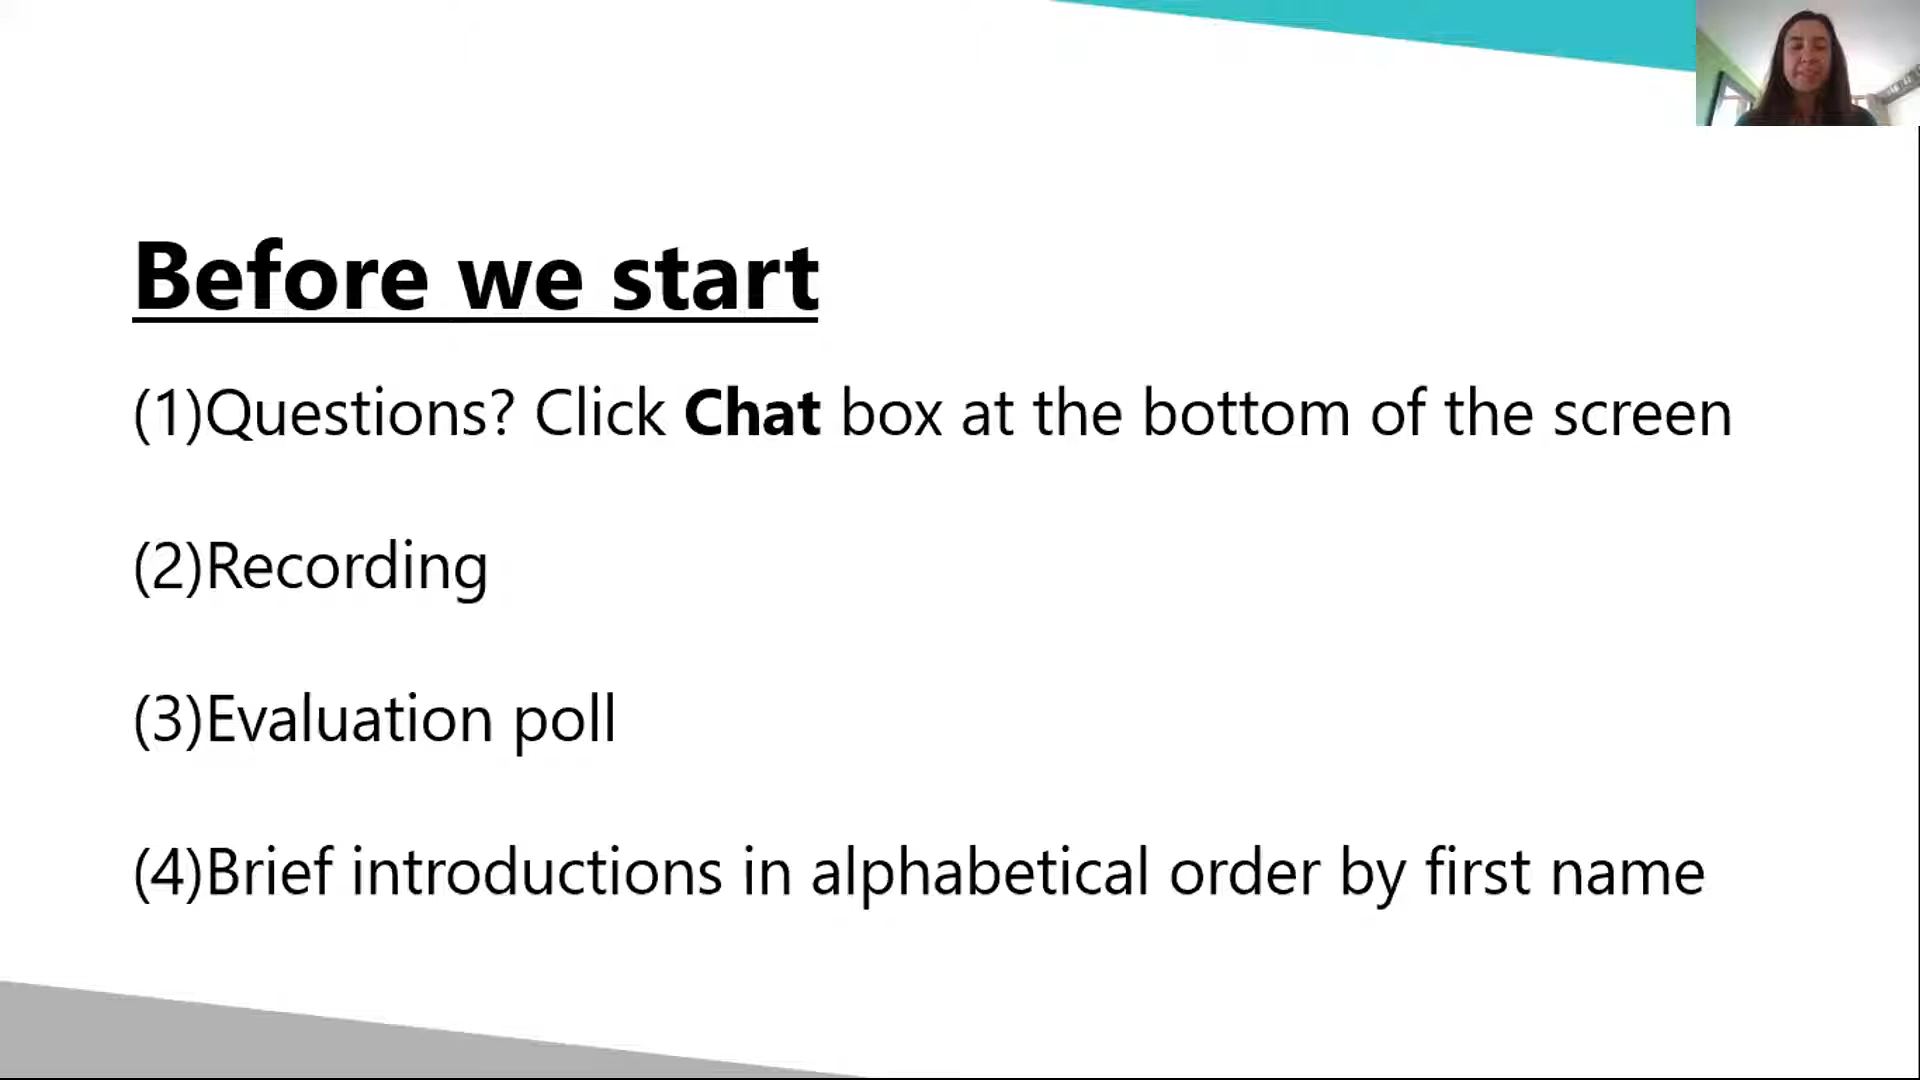 Before we start
(1)Questions? Click Chat box at the bottom of the screen
(2)Recording
(3)Evaluation poll
(4)Brief introductions in alphabetical order by first name